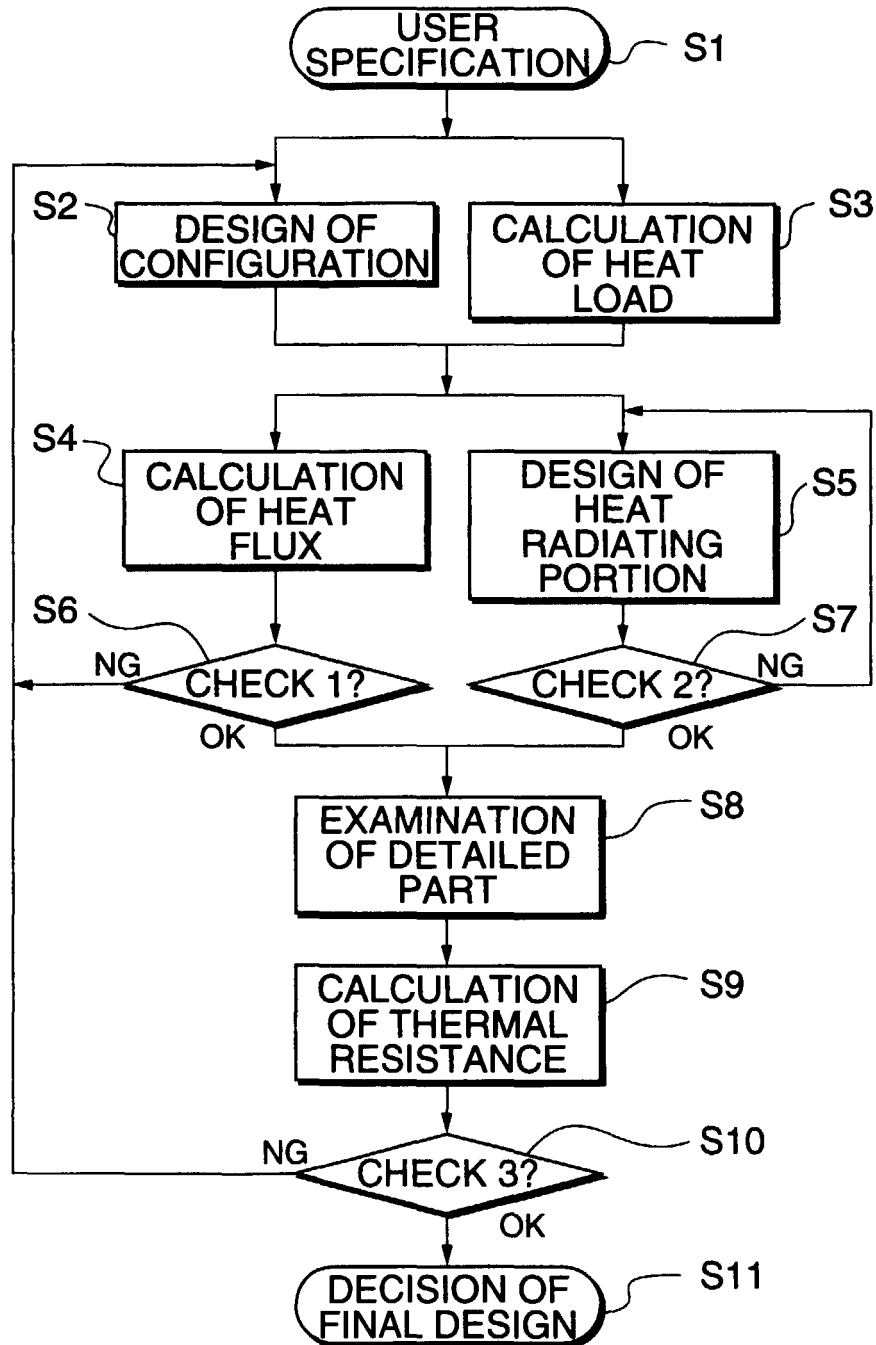 USER
SPECIFICATION
S1
S2
DESIGN OF
CONFIGURATION
CALCULATION
OF HEAT
LOAD
S3
S4
CALCULATION
OF HEAT
FLUX
DESIGN OF
HEAT
RADIATING
PORTION
S5
S6
NG
CHECK 1?
OK
S7
CHECK 2?
NG
OK
EXAMINATION
OF DETAILED
PART
S8
CALCULATION
OF THERMAL
RESISTANCE
S9
NG
CHECK 3?
S10
OK
DECISION OF
FINAL DESIGN
S11